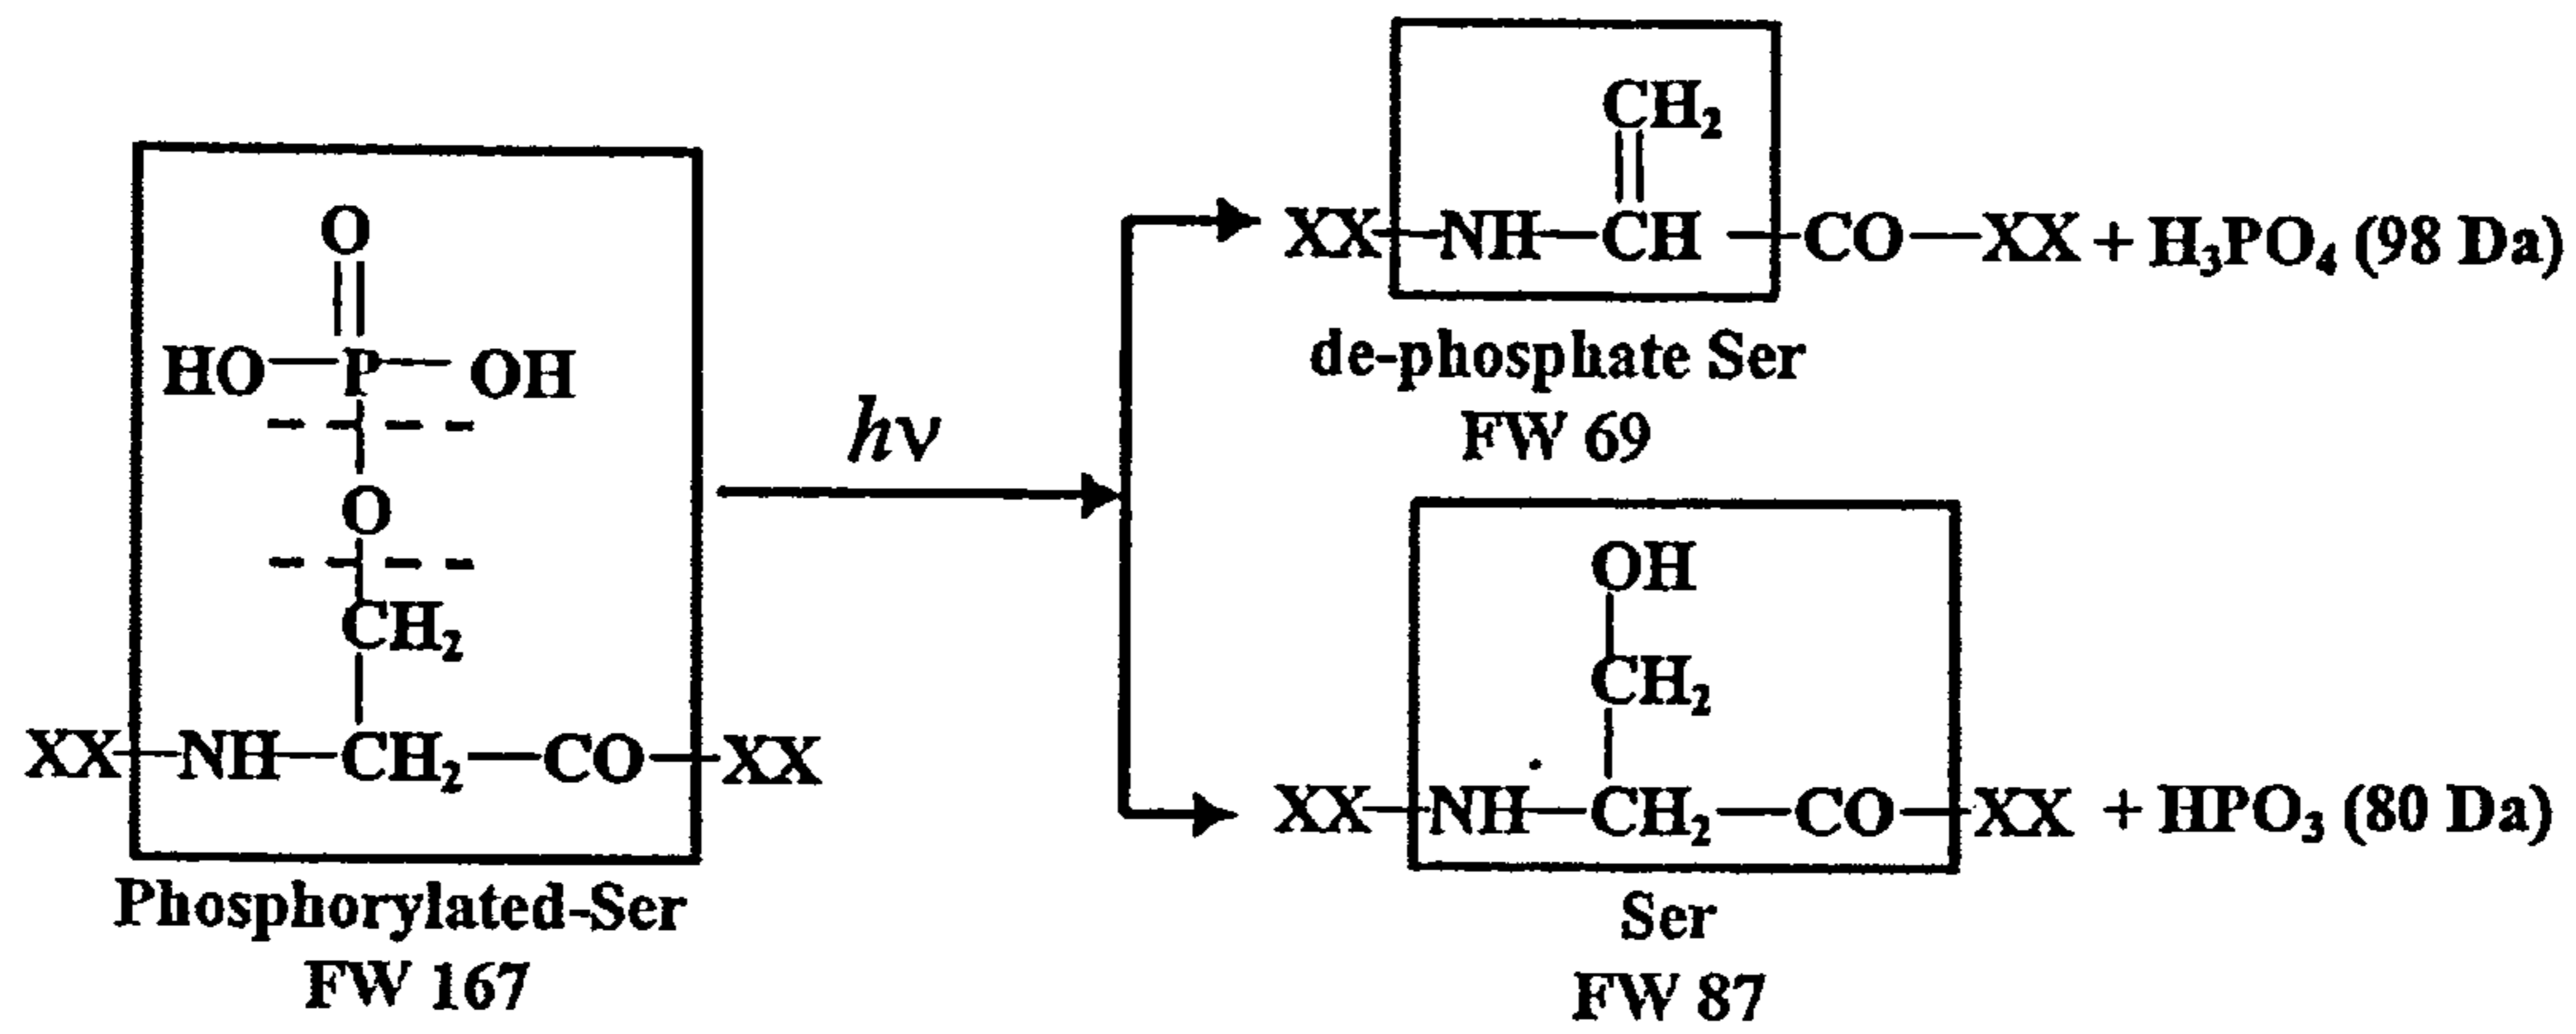 O
HO—P—OH
O
CH₂
XX—NH—CH₂—CO—XX
Phosphorylated-Ser
FW 167
hν
CH₂
XX—NH—CH—CO—XX + H₃PO₄ (98 Da)
de-phosphate Ser
FW 69
OH
CH₂
XX—NH—CH₂—CO—XX + HPO₃ (80 Da)
Ser
FW 87